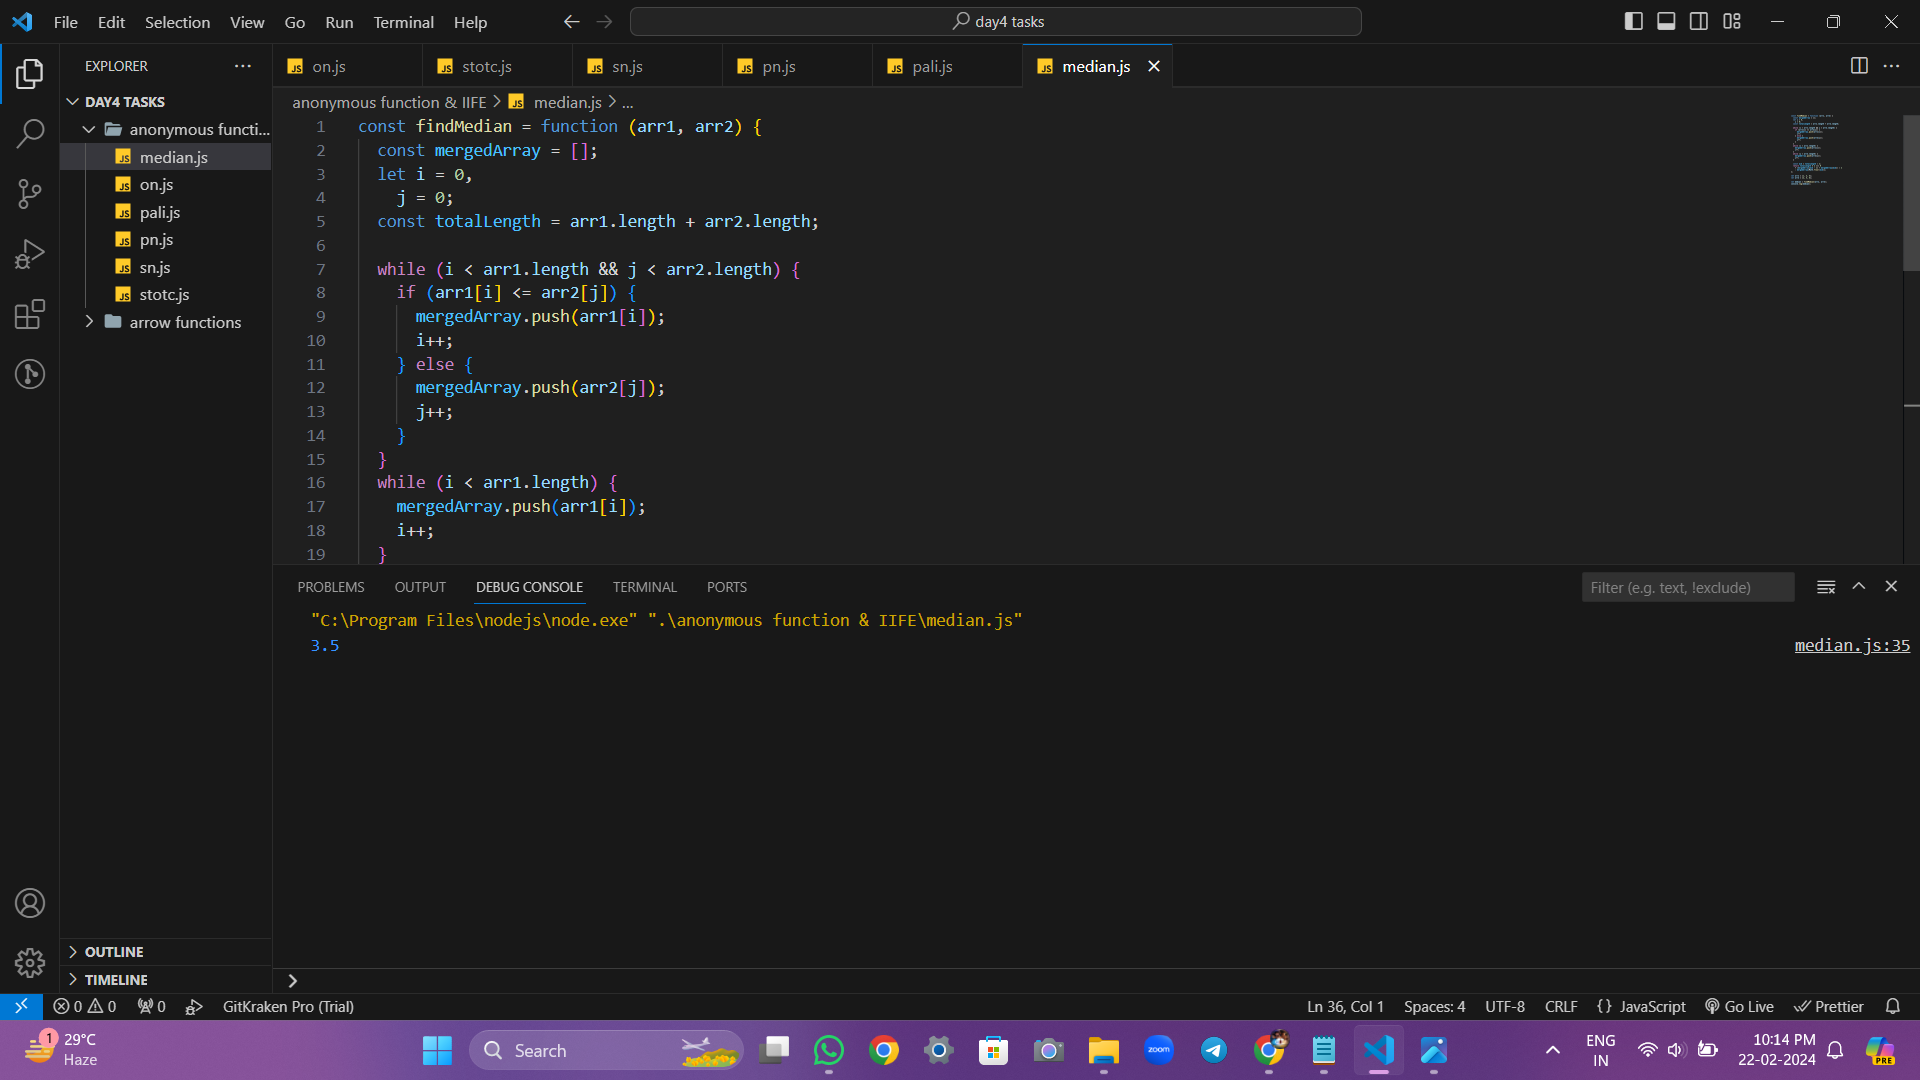 File Edit Selection View Go Run Terminal Help
day4 tasks
EXPLORER
DAY4 TASKS
anonymous functi...
median.js
on.js
pali.js
pn.js
sn.js
stotc.js
arrow functions
OUTLINE
TIMELINE
on.js stotc.js sn.js pn.js pali.js median.js
anonymous function & IIFE > median.js > ...
1 const findMedian = function (arr1, arr2) {
2 const mergedArray = [];
3 let i = 0,
4 j = 0;
5 const totalLength = arr1.length + arr2.length;
6
7 while (i < arr1.length && j < arr2.length) {
8 if (arr1[i] <= arr2[j]) {
9 mergedArray.push(arr1[i]);
10 i++;
11 } else {
12 mergedArray.push(arr2[j]);
13 j++;
14 }
15 }
16 while (i < arr1.length) {
17 mergedArray.push(arr1[i]);
18 i++;
19 }
PROBLEMS OUTPUT DEBUG CONSOLE TERMINAL PORTS
Filter (e.g. text, !exclude)
"C:\Program Files\nodejs\node.exe" ".\anonymous function & IIFE\median.js"
3.5 median.js:35
0 0 0 GitKraken Pro (Trial) Ln 36, Col 1 Spaces: 4 UTF-8 CRLF {} JavaScript Go Live Prettier
1 29°C
Haze
Search
zoom
ENG
IN
10:14 PM
22-02-2024
PRE